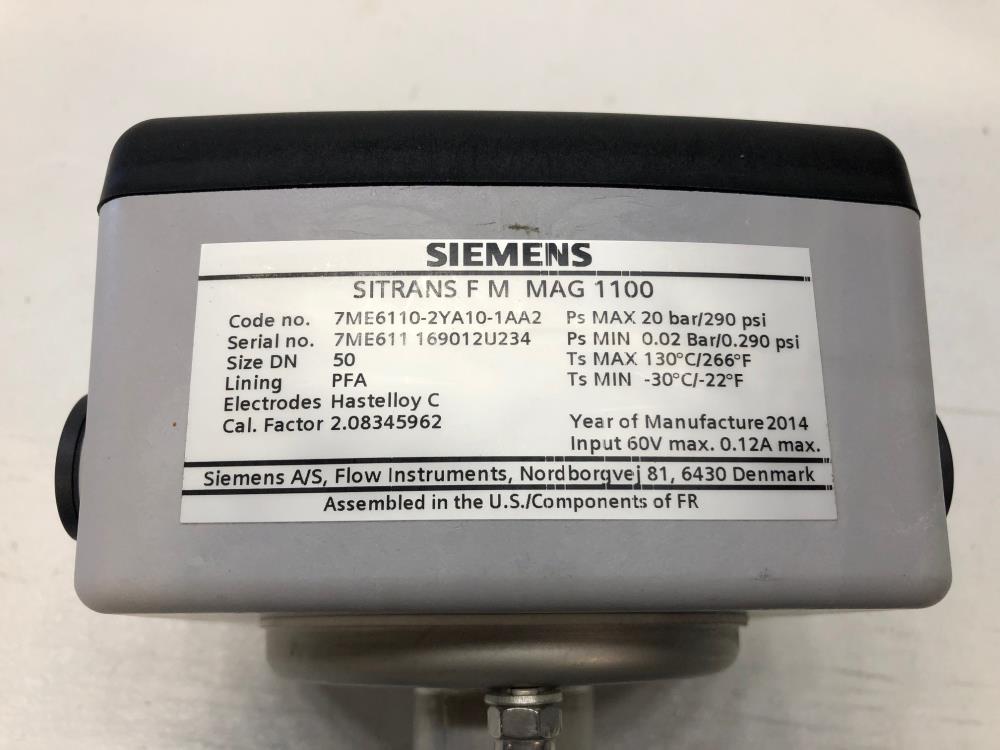 SIEMENS
SITRANS F M MAG 1100
Code no. 7ME6110-2YA10-1AA2 Ps MAX 20 bar/290 psi
Serial no. 7ME611 169012U234 Ps MIN 0.02 Bar/0.290 psi
Size DN 50 Ts MAX 130°C/266°F
Lining PFA Ts MIN -30°C/-22°F
Electrodes Hastelloy C
Cal. Factor 2.08345962 Year of Manufacture 2014
Input 60V max. 0.12A max.
Siemens A/S, Flow Instruments, Nordborgvej 81, 6430 Denmark
Assembled in the U.S./Components of FR